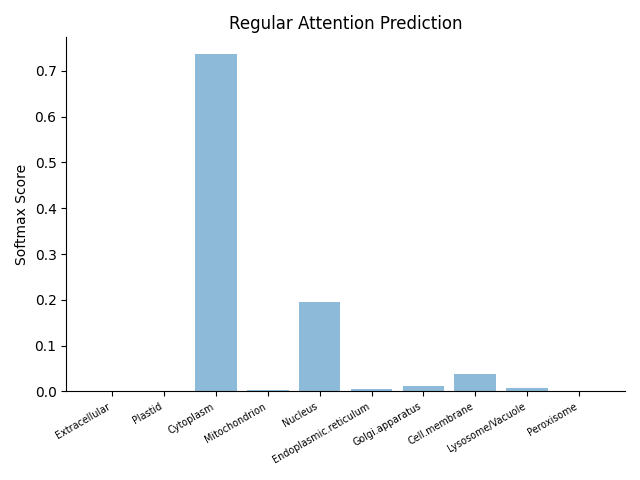 Regular Attention Prediction
Softmax Score
0.7
0.6
0.5
0.4
0.3
0.2
0.1
0.0
Extracellular
Plastid
Cytoplasm
Mitochondrion
Nucleus
Endoplasmic.reticulum
Golgi.apparatus
Cell.membrane
Lysosome/Vacuole
Peroxisome